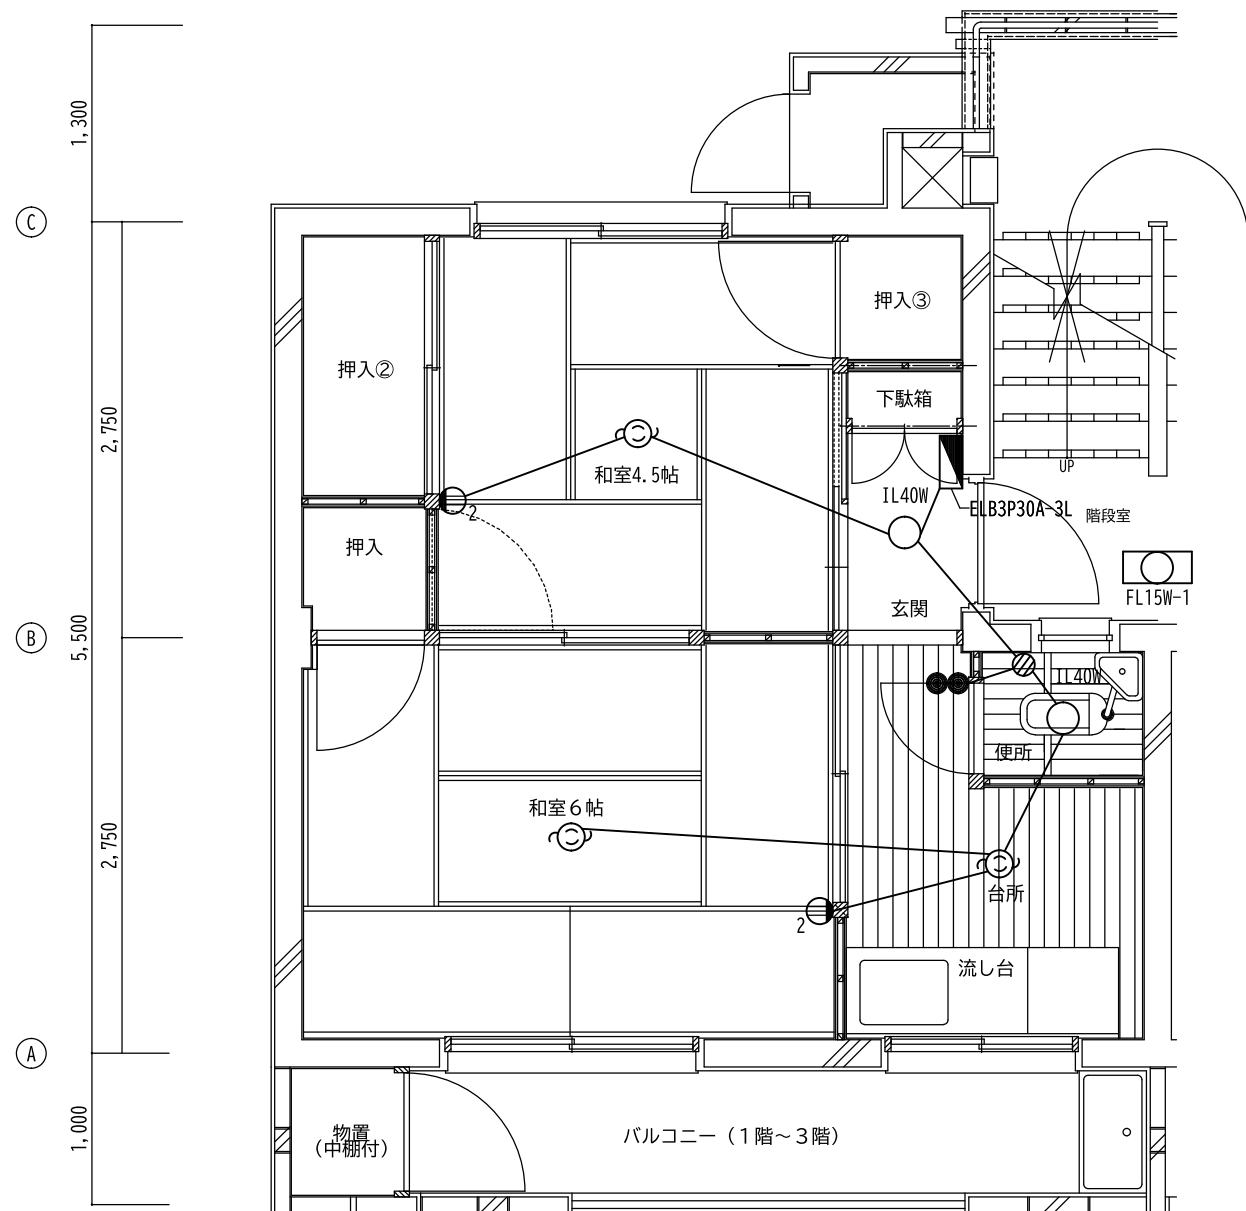 1,300
C
押入③
押入②
2,750
下駄箱
和室4.5帖
UP
IL40W
ELB3P30A-3L
階段室
2
押入
FL15W-1
玄関
B
5,500
IL40W
便所
和室6帖
2,750
台所
2
流し台
A
1,000
物置
(中棚付)
バルコニー(1階~3階)